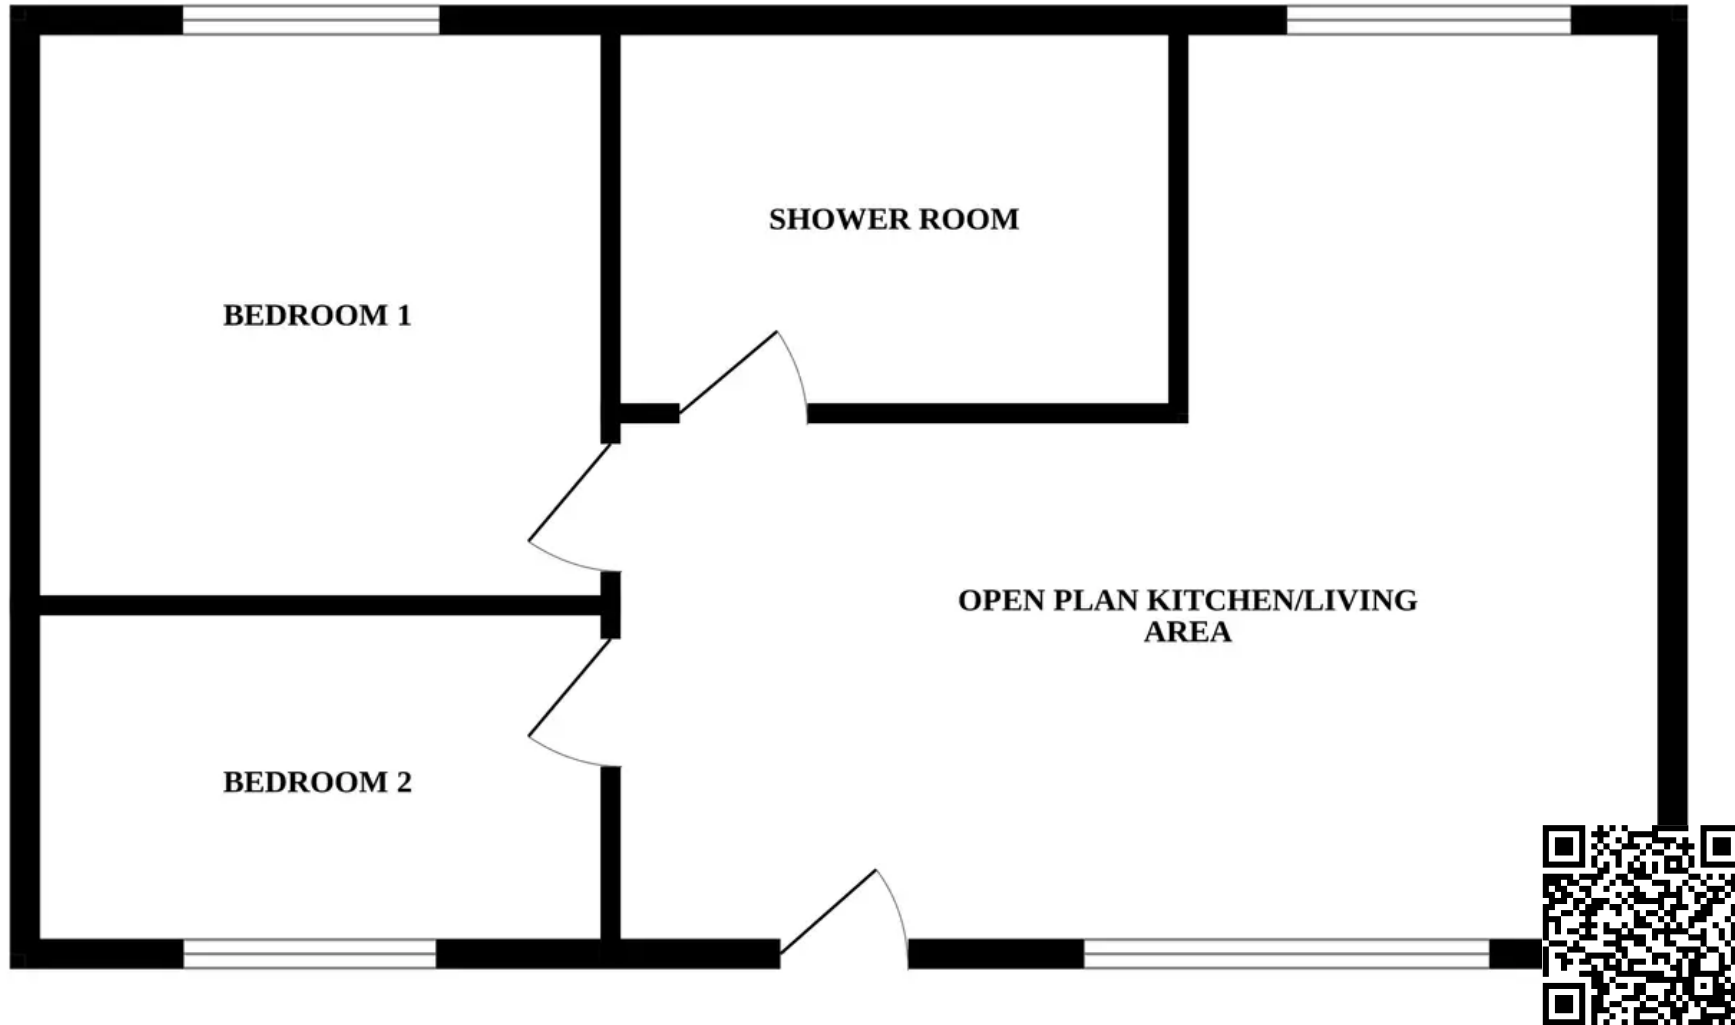 SHOWER ROOM
BEDROOM 1
OPEN PLAN KITCHEN/LIVING
AREA
BEDROOM 2